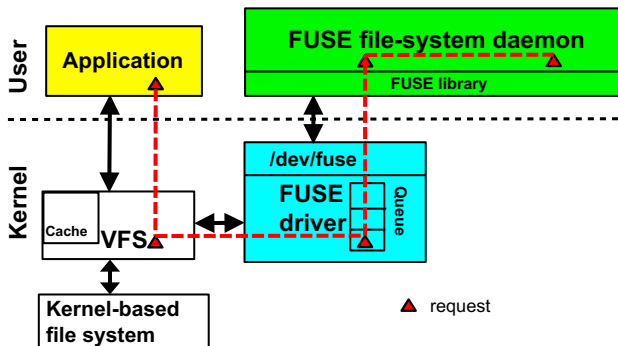 User
Application
FUSE file-system daemon
FUSE library
Kernel
/dev/fuse
FUSE
driver
Queue
Cache
VFS
Kernel-based
file system
request